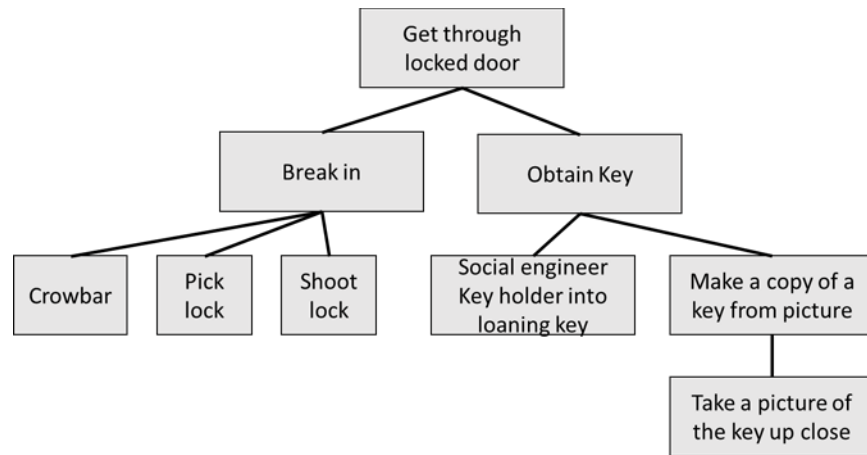 Get through
locked door
Break in
Obtain Key
Crowbar
Pick
lock
Shoot
lock
Social engineer
Key holder into
loaning key
Make a copy of a
key from picture
Take a picture of
the key up close